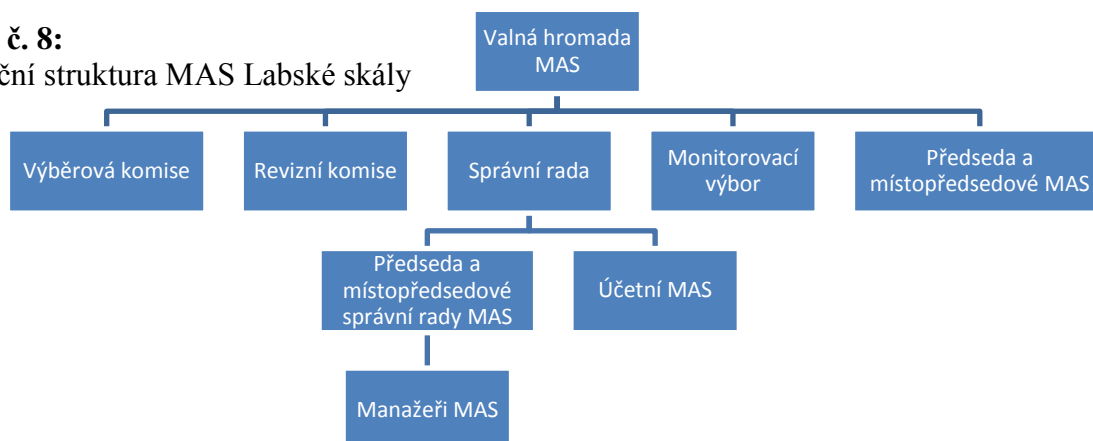 č. 8:
ční struktura MAS Labské skály
Valná hromada
MAS
Výběrová komise
Revizní komise
Správní rada
Monitorovací
výbor
Předseda a
místopředsedové MAS
Předseda a
místopředsedové
správní rady MAS
Účetní MAS
Manažeři MAS